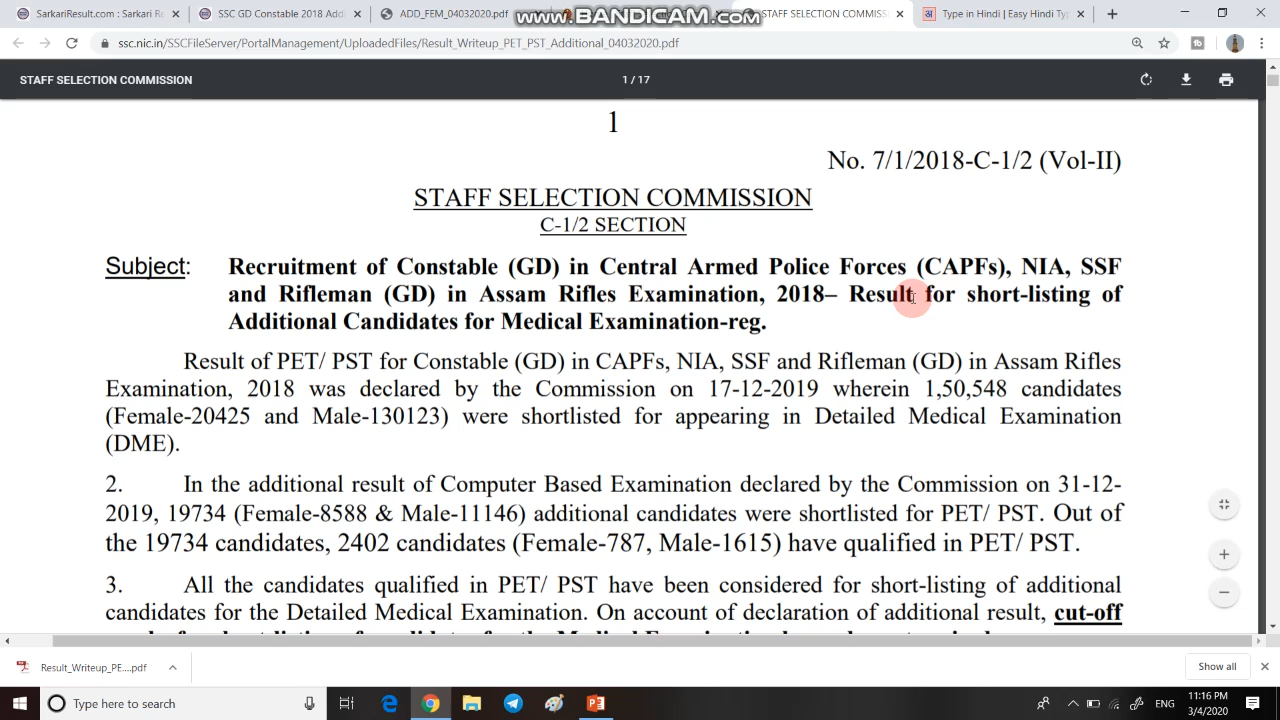 SarkariResult.com : Sarkari R
SSC GD Constable 2018 Addi
ADD_FEM_04032020.pdf
www.BANDICAM.com
STAFF SELECTION COMMISS
Type in Hindi | Easy Hindi Ty
ssc.nic.in/SSCFileServer/PortalManagement/UploadedFiles/Result_Writeup_PET_PST_Additional_04032020.pdf
STAFF SELECTION COMMISSION
1 / 17
1
No. 7/1/2018-C-1/2 (Vol-II)
STAFF SELECTION COMMISSION
C-1/2 SECTION
Subject: Recruitment of Constable (GD) in Central Armed Police Forces (CAPFs), NIA, SSF
and Rifleman (GD) in Assam Rifles Examination, 2018– Result for short-listing of
Additional Candidates for Medical Examination-reg.
Result of PET/ PST for Constable (GD) in CAPFs, NIA, SSF and Rifleman (GD) in Assam Rifles
Examination, 2018 was declared by the Commission on 17-12-2019 wherein 1,50,548 candidates
(Female-20425 and Male-130123) were shortlisted for appearing in Detailed Medical Examination
(DME).
2. In the additional result of Computer Based Examination declared by the Commission on 31-12-
2019, 19734 (Female-8588 & Male-11146) additional candidates were shortlisted for PET/ PST. Out of
the 19734 candidates, 2402 candidates (Female-787, Male-1615) have qualified in PET/ PST.
3. All the candidates qualified in PET/ PST have been considered for short-listing of additional
candidates for the Detailed Medical Examination. On account of declaration of additional result, cut-off
Result_Writeup_PE....pdf
Show all
Type here to search
ENG
11:16 PM
3/4/2020